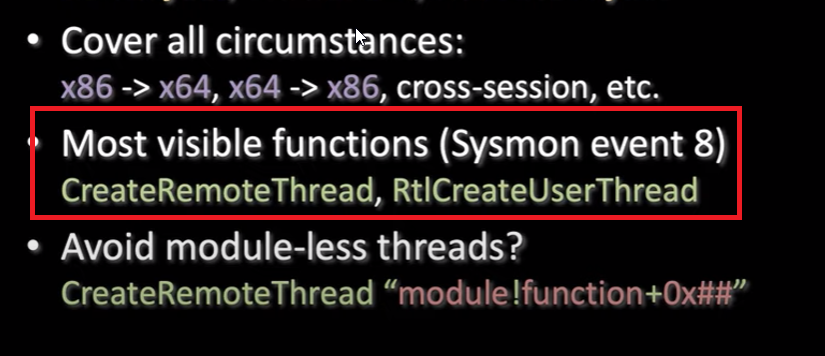 • Cover all circumstances:
x86 -> x64, x64 -> x86, cross-session, etc.
• Most visible functions (Sysmon event 8)
CreateRemoteThread, RtlCreateUserThread
• Avoid module-less threads?
CreateRemoteThread “module!function+0x##”